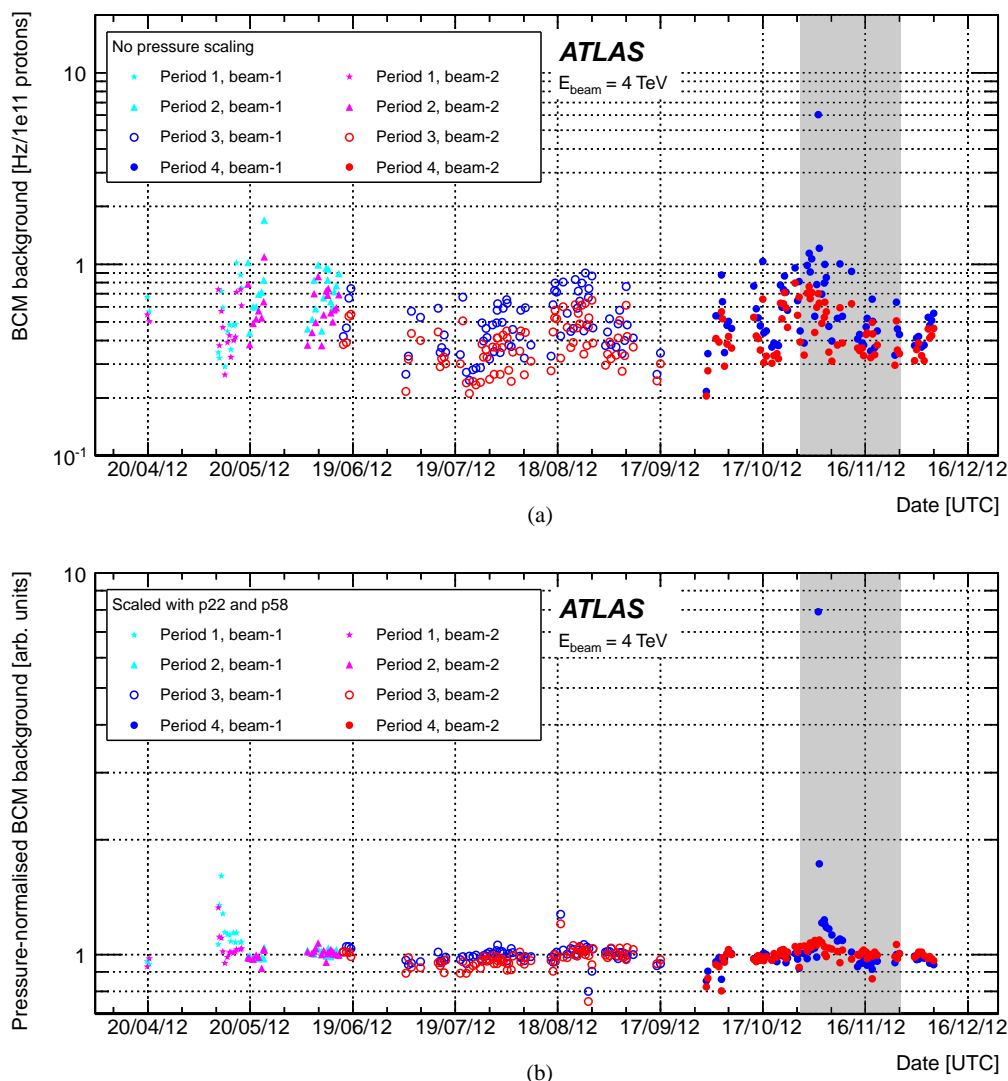 BCM background [Hz/1e11 protons]
10
1
10-1
No pressure scaling
Period 1, beam-1
Period 1, beam-2
Period 2, beam-1
Period 2, beam-2
Period 3, beam-1
Period 3, beam-2
Period 4, beam-1
Period 4, beam-2
ATLAS
Ebeam = 4 TeV
20/04/12 20/05/12 19/06/12 19/07/12 18/08/12 17/09/12 17/10/12 16/11/12 16/12/12
Date [UTC]
(a)
Pressure-normalised BCM background [arb. units]
10
1
Scaled with p22 and p58
Period 1, beam-1
Period 1, beam-2
Period 2, beam-1
Period 2, beam-2
Period 3, beam-1
Period 3, beam-2
Period 4, beam-1
Period 4, beam-2
ATLAS
Ebeam = 4 TeV
20/04/12 20/05/12 19/06/12 19/07/12 18/08/12 17/09/12 17/10/12 16/11/12 16/12/12
Date [UTC]
(b)